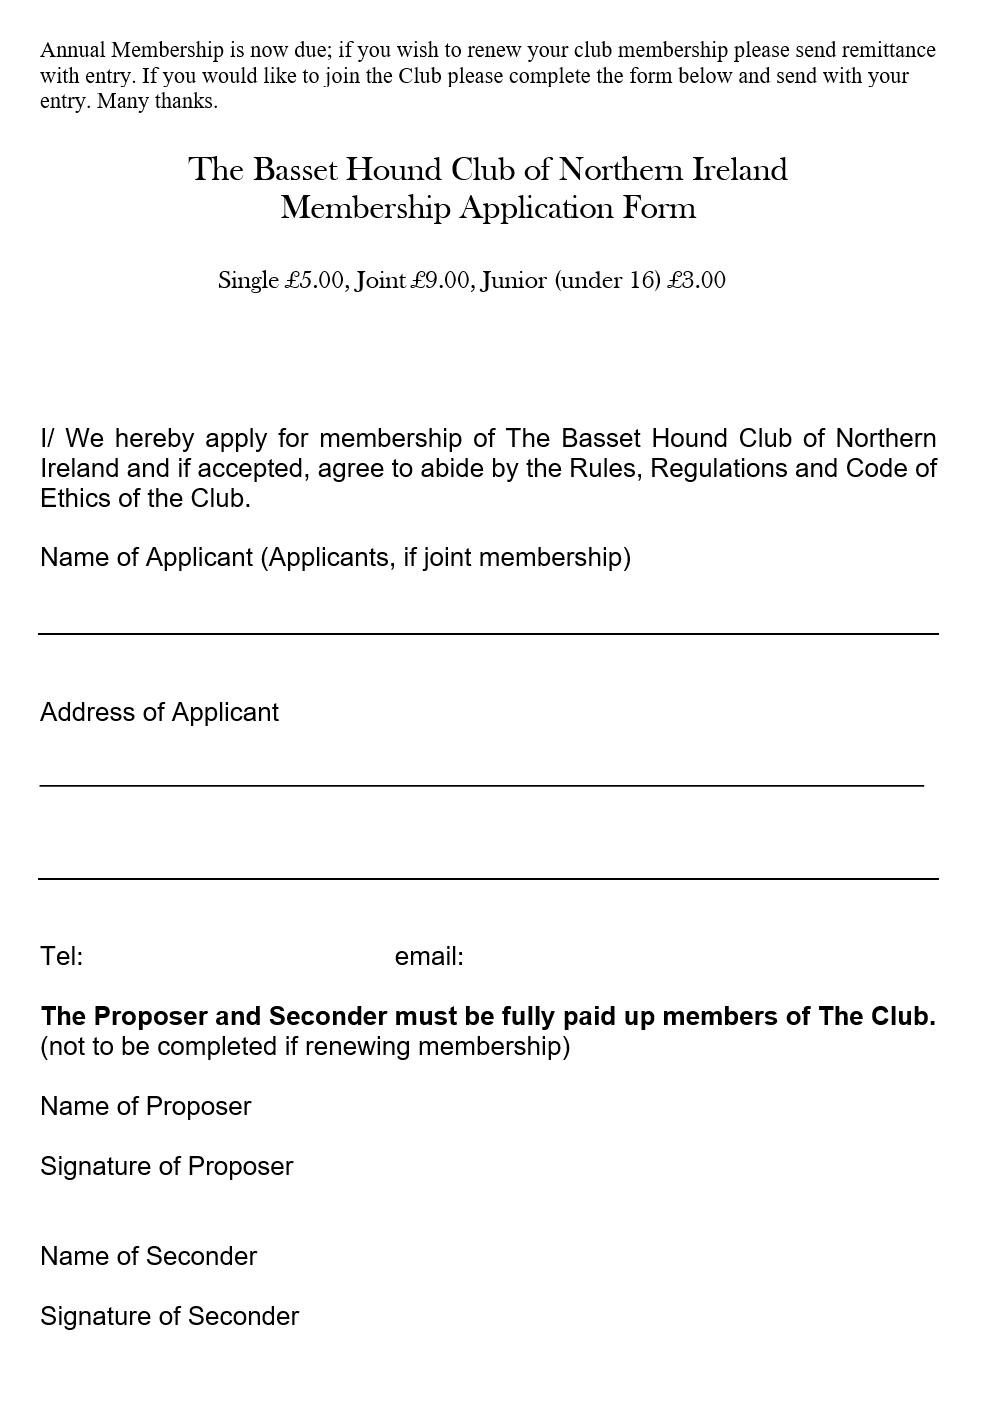 Annual Membership is now due; if you wish to renew your club membership please send remittance
with entry. If you would like to join the Club please complete the form below and send with your
entry. Many thanks.
The Basset Hound Club of Northern Ireland
Membership Application Form
Single £5.00, Joint £9.00, Junior (under 16) £3.00
I/ We hereby apply for membership of The Basset Hound Club of Northern
Ireland and if accepted, agree to abide by the Rules, Regulations and Code of
Ethics of the Club.
Name of Applicant (Applicants, if joint membership)
Address of Applicant
Tel: email:
The Proposer and Seconder must be fully paid up members of The Club.
(not to be completed if renewing membership)
Name of Proposer
Signature of Proposer
Name of Seconder
Signature of Seconder